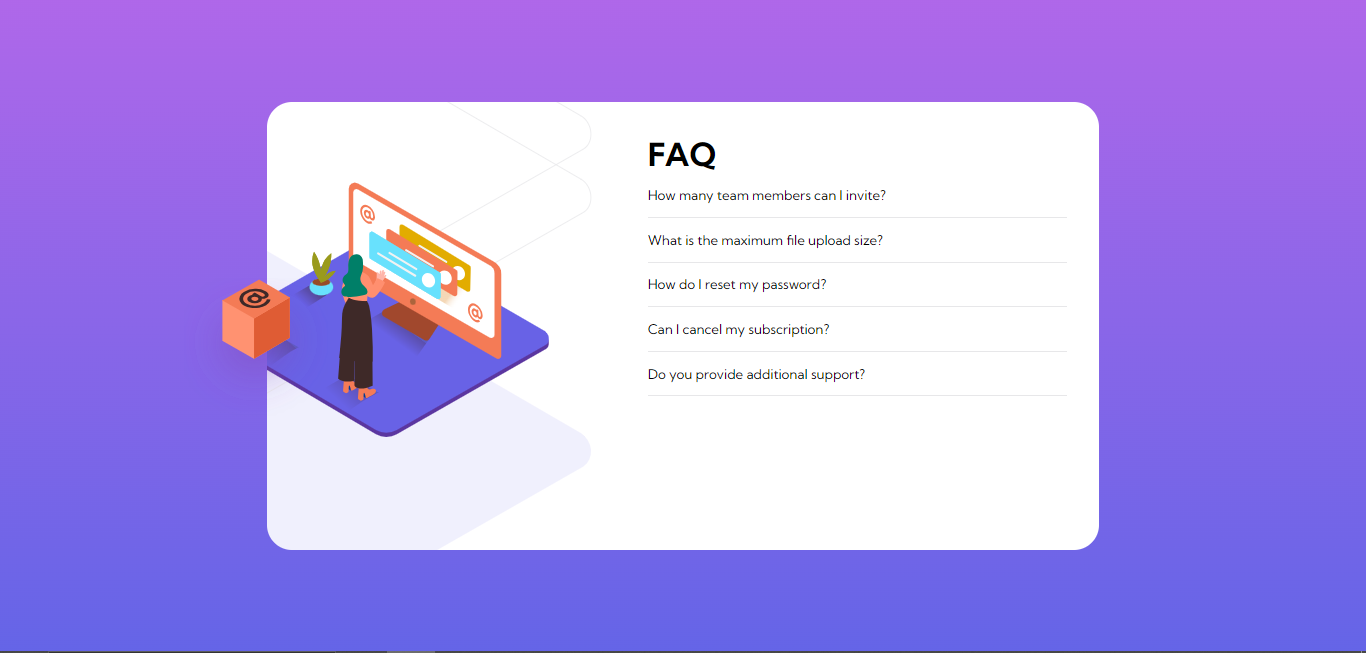 FAQ
How many team members can I invite?
What is the maximum file upload size?
How do I reset my password?
Can I cancel my subscription?
Do you provide additional support?
@
@
@